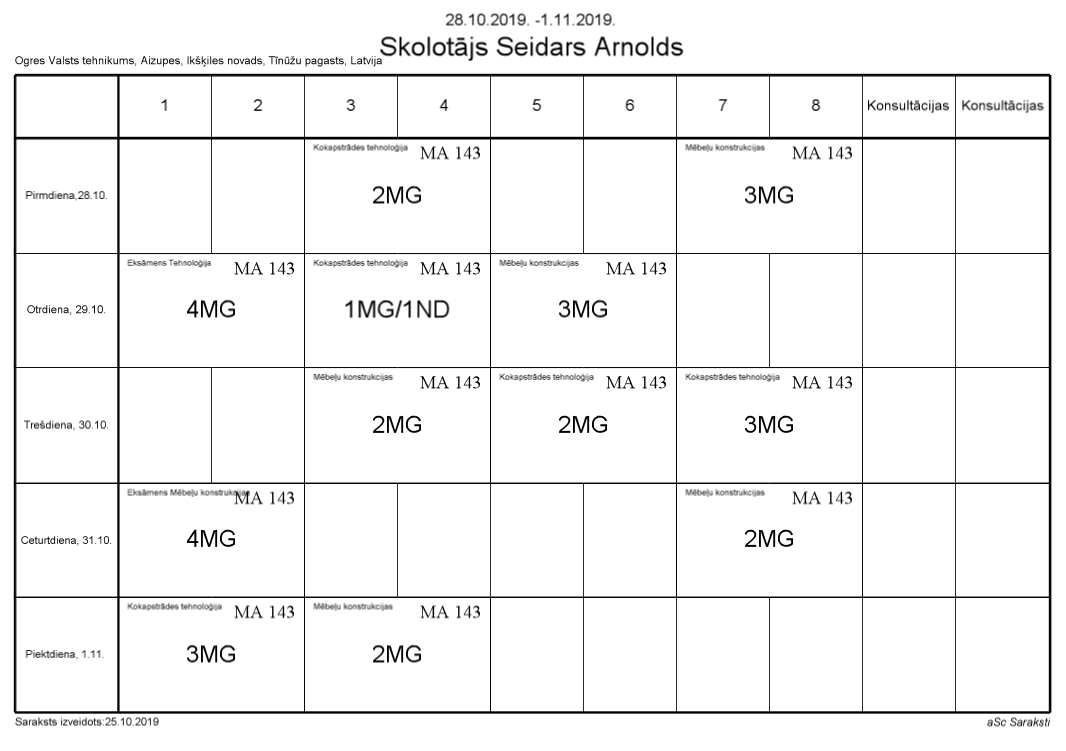 28.10.2019. -1.11.2019.
Skolotājs Seidars Arnolds
Ogres Valsts tehnikums, Aizupes, Ikšķiles novads, Tīnūžu pagasts, Latvija
1 2 3 4 5 6 7 8 Konsultācijas Konsultācijas
Kokapstrādes tehnoloģija MA 143 Mēbeļu konstrukcijas MA 143
Pirmdiena,28.10. 2MG 3MG
Eksāmens Tehnoloģija MA 143 Kokapstrādes tehnoloģija MA 143 Mēbeļu konstrukcijas MA 143
Otrdiena, 29.10. 4MG 1MG/1ND 3MG
Mēbeļu konstrukcijas MA 143 Kokapstrādes tehnoloģija MA 143 Kokapstrādes tehnoloģija MA 143
Trešdiena, 30.10. 2MG 2MG 3MG
Eksāmens Mēbeļu konstrukcijas MA 143 Mēbeļu konstrukcijas MA 143
Ceturtdiena, 31.10. 4MG 2MG
Kokapstrādes tehnoloģija MA 143 Mēbeļu konstrukcijas MA 143
Piektdiena, 1.11. 3MG 2MG
Saraksts izveidots:25.10.2019 aSc Saraksti